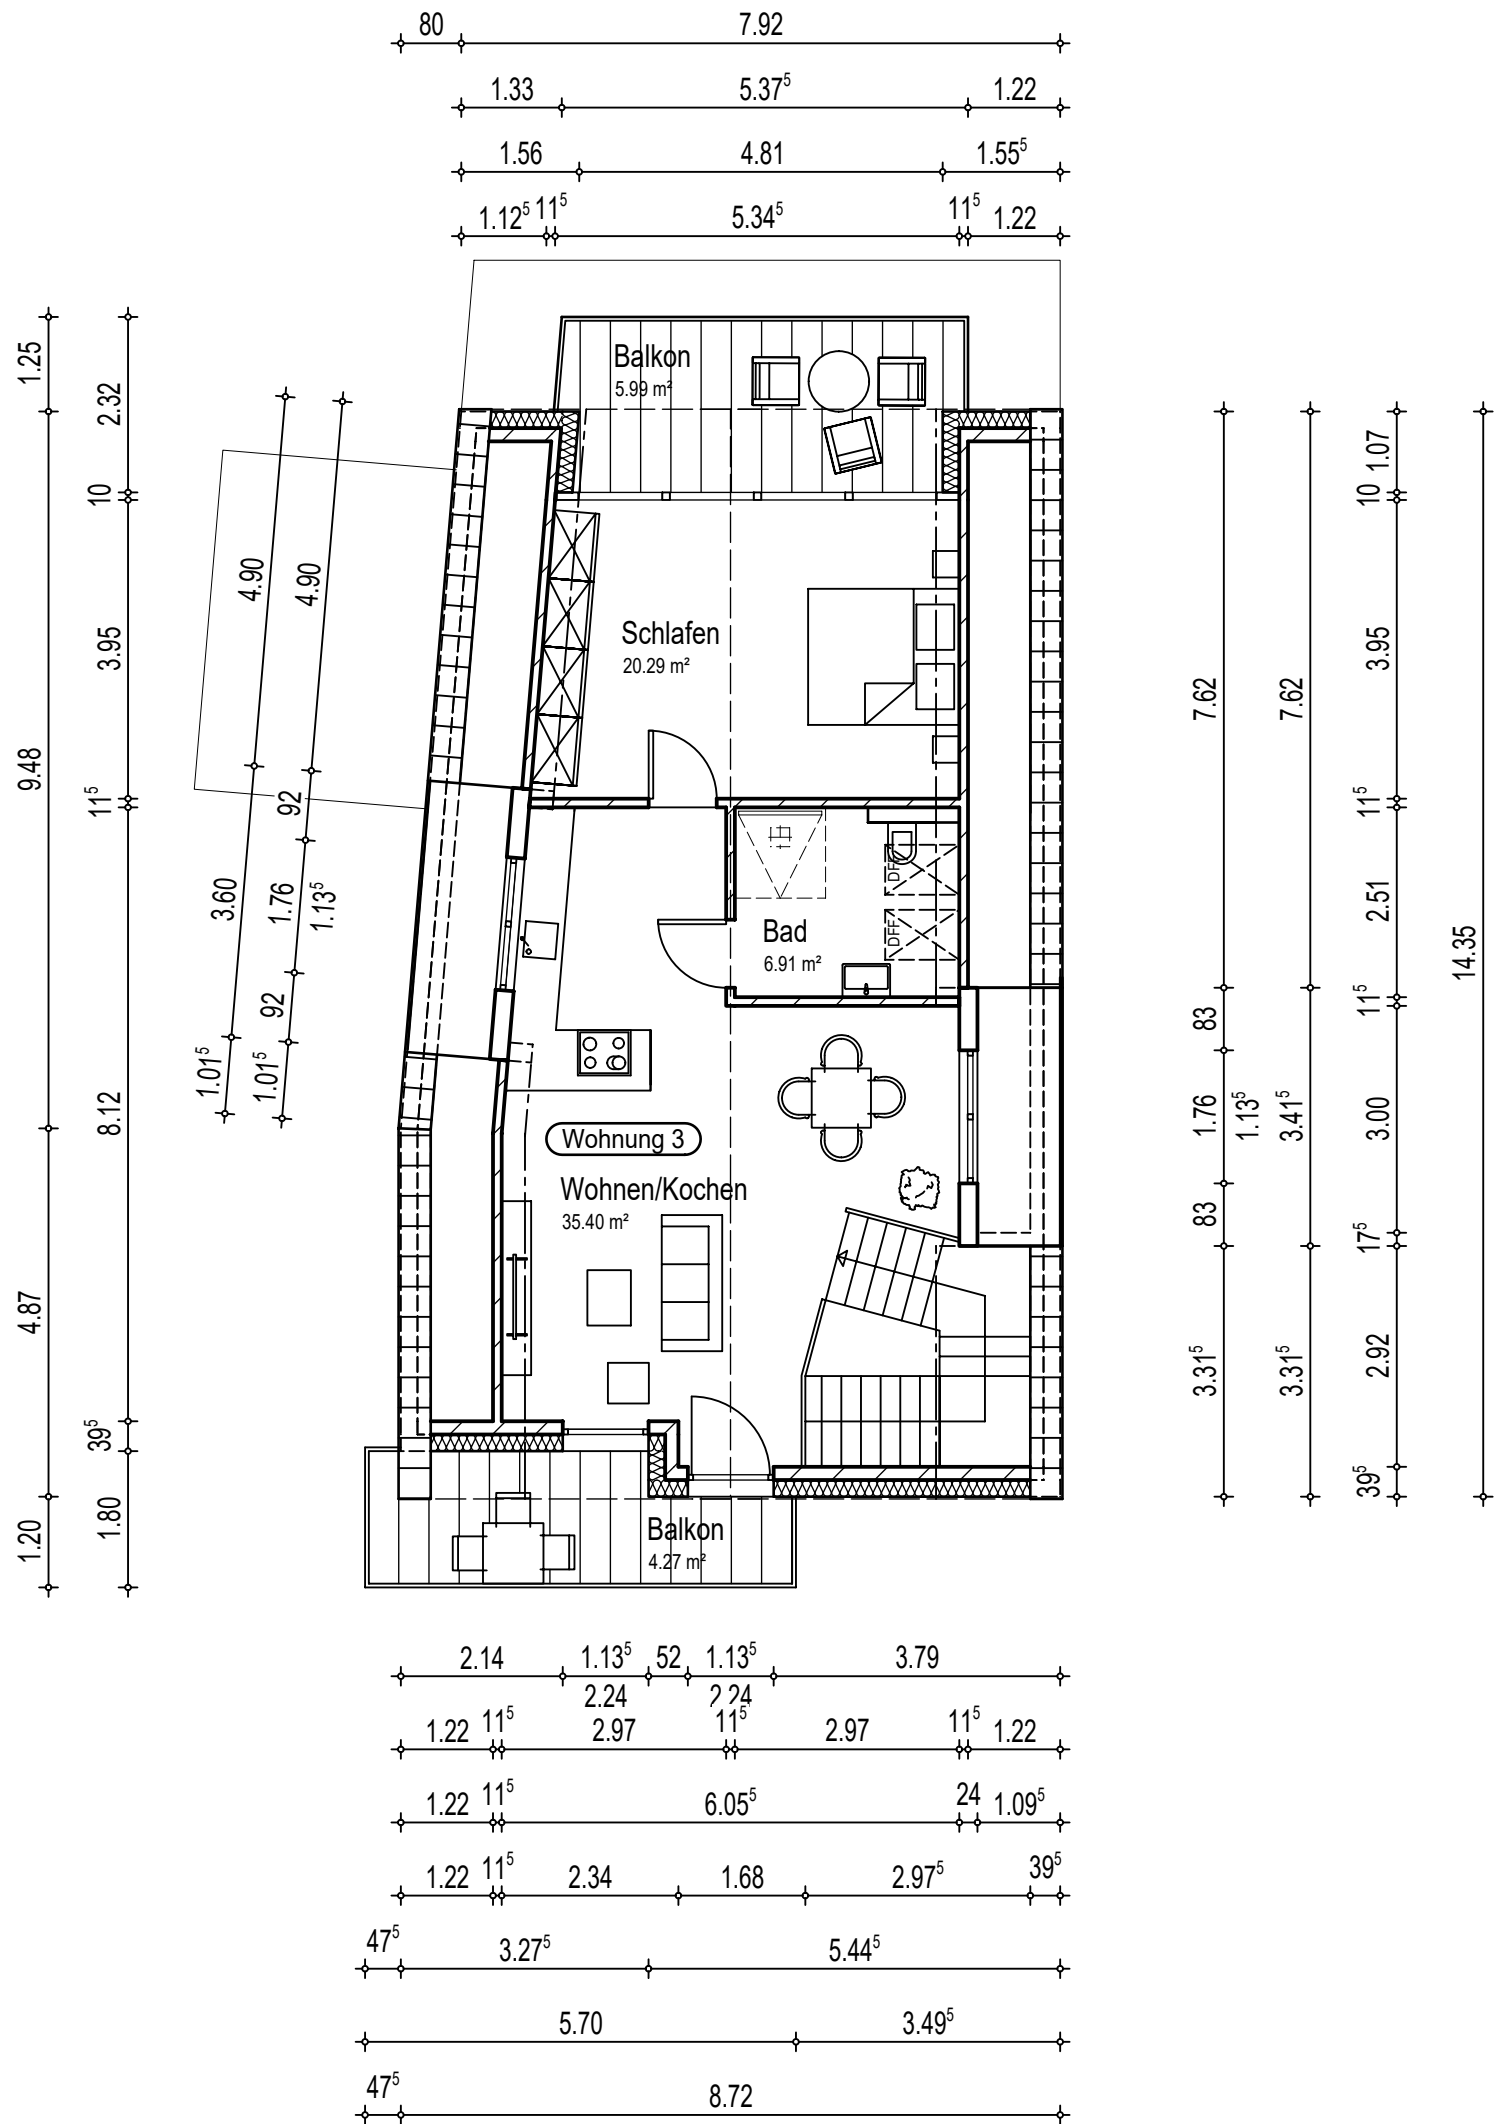 80 7.92
1.33 5.37⁵ 1.22
1.56 4.81 1.55⁵
1.12⁵ 11⁵ 5.34⁵ 11⁵ 1.22
1.25
9.48
4.87
1.20
2.32
10
3.95
11⁵
8.12
39⁵
1.80
4.90
3.60
1.01⁵
4.90
92
1.76
1.13⁵
92
1.01⁵
Balkon
5.99 m²
Schlafen
20.29 m²
DFF
DFF
Bad
6.91 m²
Wohnung 3
Wohnen/Kochen
35.40 m²
Balkon
4.27 m²
7.62
83
1.76
1.13⁵
83
3.31⁵
7.62
3.41⁵
3.31⁵
1.07
10
3.95
11⁵
2.51
11⁵
3.00
17⁵
2.92
39⁵
14.35
2.14 1.13⁵ 52 1.13⁵ 3.79
2.24 2.24
1.22 11⁵ 2.97 11⁵ 2.97 11⁵ 1.22
1.22 11⁵ 6.05⁵ 24 1.09⁵
1.22 11⁵ 2.34 1.68 2.97⁵ 39⁵
47⁵ 3.27⁵ 5.44⁵
5.70 3.49⁵
47⁵ 8.72